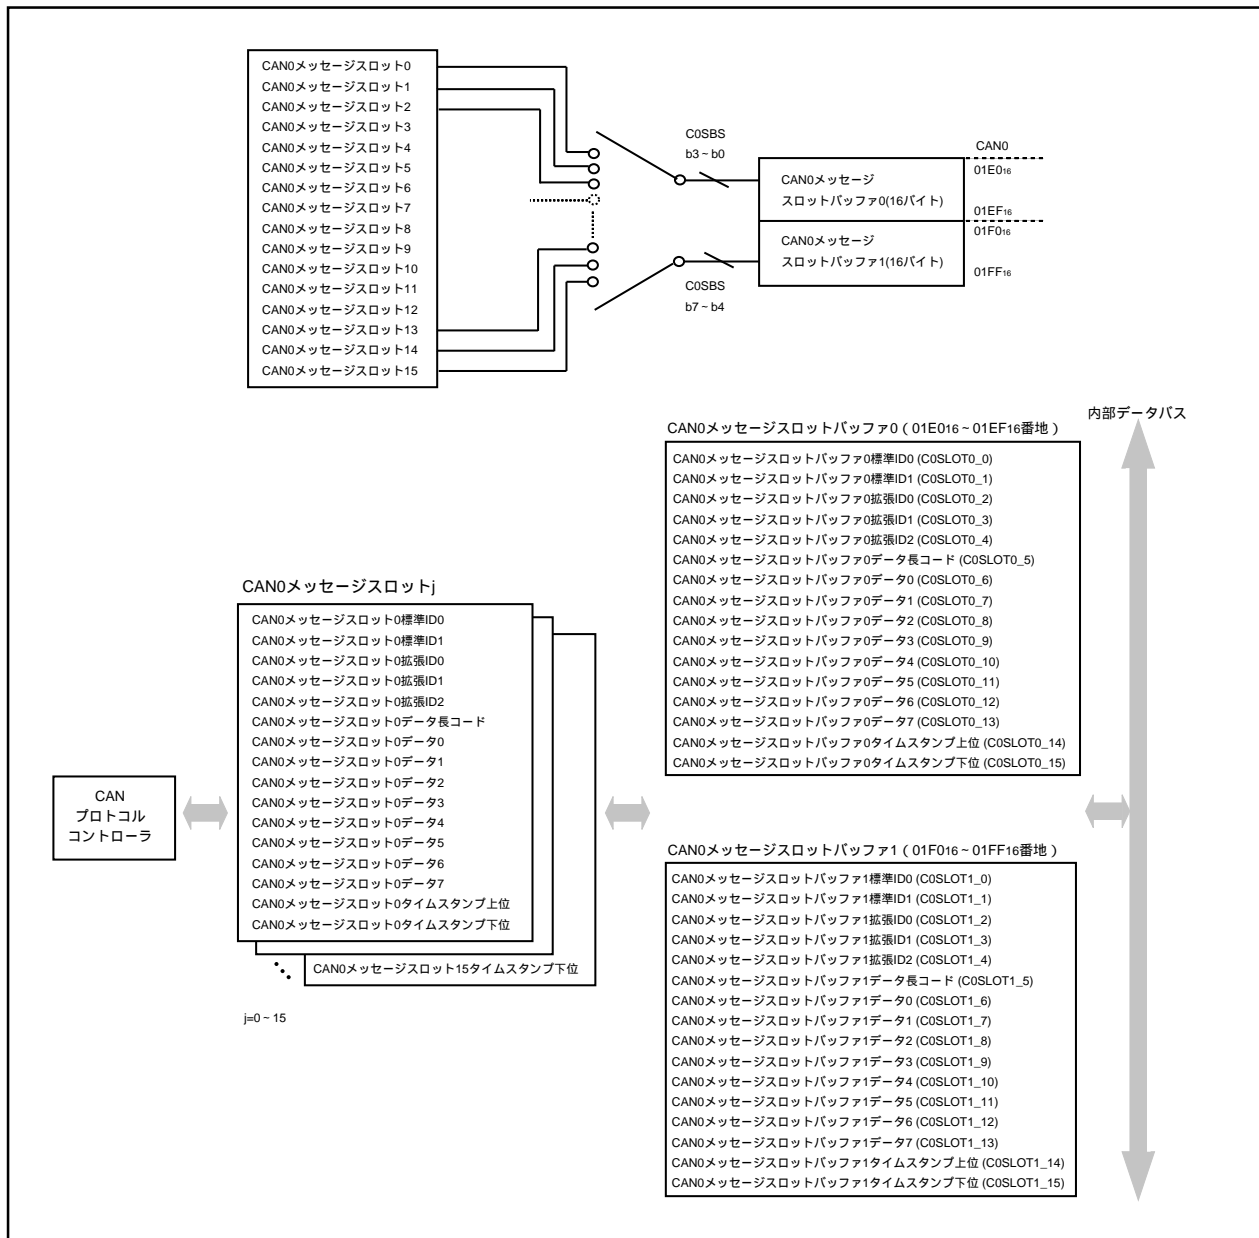 CAN0メッセージスロット0
CAN0メッセージスロット1
CAN0メッセージスロット2
CAN0メッセージスロット3
CAN0メッセージスロット4
CAN0メッセージスロット5
CAN0メッセージスロット6
CAN0メッセージスロット7
CAN0メッセージスロット8
CAN0メッセージスロット9
CAN0メッセージスロット10
CAN0メッセージスロット11
CAN0メッセージスロット12
CAN0メッセージスロット13
CAN0メッセージスロット14
CAN0メッセージスロット15
C0SBS
b3~b0
C0SBS
b7~b4
CAN0メッセージ
スロットバッファ0(16バイト)
CAN0メッセージ
スロットバッファ1(16バイト)
CAN0
01E016
01EF16
01F016
01FF16
内部データバス
CAN0メッセージスロットバッファ0(01E016~01EF16番地)
CAN0メッセージスロットバッファ0標準ID0 (C0SLOT0_0)
CAN0メッセージスロットバッファ0標準ID1 (C0SLOT0_1)
CAN0メッセージスロットバッファ0拡張ID0 (C0SLOT0_2)
CAN0メッセージスロットバッファ0拡張ID1 (C0SLOT0_3)
CAN0メッセージスロットバッファ0拡張ID2 (C0SLOT0_4)
CAN0メッセージスロットバッファ0データ長コード (C0SLOT0_5)
CAN0メッセージスロットバッファ0データ0 (C0SLOT0_6)
CAN0メッセージスロットバッファ0データ1 (C0SLOT0_7)
CAN0メッセージスロットバッファ0データ2 (C0SLOT0_8)
CAN0メッセージスロットバッファ0データ3 (C0SLOT0_9)
CAN0メッセージスロットバッファ0データ4 (C0SLOT0_10)
CAN0メッセージスロットバッファ0データ5 (C0SLOT0_11)
CAN0メッセージスロットバッファ0データ6 (C0SLOT0_12)
CAN0メッセージスロットバッファ0データ7 (C0SLOT0_13)
CAN0メッセージスロットバッファ0タイムスタンプ上位 (C0SLOT0_14)
CAN0メッセージスロットバッファ0タイムスタンプ下位 (C0SLOT0_15)
CAN0メッセージスロットj
CAN0メッセージスロット0標準ID0
CAN0メッセージスロット0標準ID1
CAN0メッセージスロット0拡張ID0
CAN0メッセージスロット0拡張ID1
CAN0メッセージスロット0拡張ID2
CAN0メッセージスロット0データ長コード
CAN0メッセージスロット0データ0
CAN0メッセージスロット0データ1
CAN0メッセージスロット0データ2
CAN0メッセージスロット0データ3
CAN0メッセージスロット0データ4
CAN0メッセージスロット0データ5
CAN0メッセージスロット0データ6
CAN0メッセージスロット0データ7
CAN0メッセージスロット0タイムスタンプ上位
CAN0メッセージスロット0タイムスタンプ下位
CAN0メッセージスロット15タイムスタンプ下位
j=0~15
CAN
プロトコル
コントローラ
CAN0メッセージスロットバッファ1(01F016~01FF16番地)
CAN0メッセージスロットバッファ1標準ID0 (C0SLOT1_0)
CAN0メッセージスロットバッファ1標準ID1 (C0SLOT1_1)
CAN0メッセージスロットバッファ1拡張ID0 (C0SLOT1_2)
CAN0メッセージスロットバッファ1拡張ID1 (C0SLOT1_3)
CAN0メッセージスロットバッファ1拡張ID2 (C0SLOT1_4)
CAN0メッセージスロットバッファ1データ長コード (C0SLOT1_5)
CAN0メッセージスロットバッファ1データ0 (C0SLOT1_6)
CAN0メッセージスロットバッファ1データ1 (C0SLOT1_7)
CAN0メッセージスロットバッファ1データ2 (C0SLOT1_8)
CAN0メッセージスロットバッファ1データ3 (C0SLOT1_9)
CAN0メッセージスロットバッファ1データ4 (C0SLOT1_10)
CAN0メッセージスロットバッファ1データ5 (C0SLOT1_11)
CAN0メッセージスロットバッファ1データ6 (C0SLOT1_12)
CAN0メッセージスロットバッファ1データ7 (C0SLOT1_13)
CAN0メッセージスロットバッファ1タイムスタンプ上位 (C0SLOT1_14)
CAN0メッセージスロットバッファ1タイムスタンプ下位 (C0SLOT1_15)